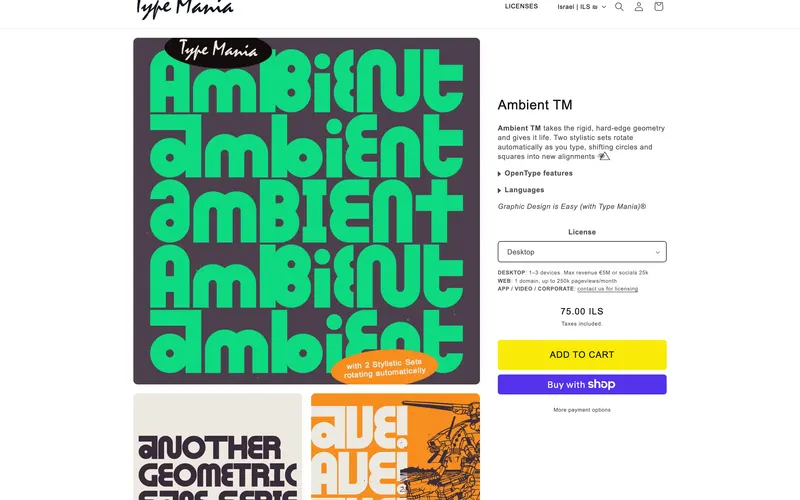 Type Mania
LICENSES
Israel | ILS ₪
Type Mania
Ambient
ambient
amBIENt
Ambient
ambient
with 2 Stylistic Sets
rotating automatically
Ambient TM
Ambient TM takes the rigid, hard-edge geometry
and gives it life. Two stylistic sets rotate
automatically as you type, shifting circles and
squares into new alignments
OpenType features
Languages
Graphic Design is Easy (with Type Mania)®
License
Desktop
DESKTOP: 1–3 devices. Max revenue €5M or socials 25k
WEB: 1 domain, up to 250k pageviews/month
APP / VIDEO / CORPORATE: contact us for licensing
75.00 ILS
Taxes included.
ADD TO CART
Buy with shop
More payment options
aNOTHER
GEOMETRIC
AVE!
AVE!